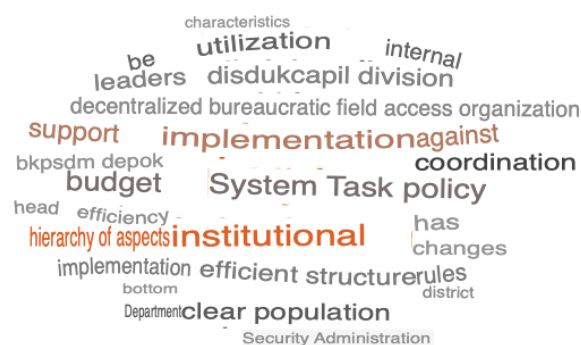 characteristics
be utilization internal
leaders disdukcapil division
decentralized bureaucratic field access organization
support implementation against
bkpsdm depok coordination
budget System Task policy
head efficiency has
hierarchy of aspects institutional changes
implementation efficient structure rules
bottom district
Department clear population
Security Administration